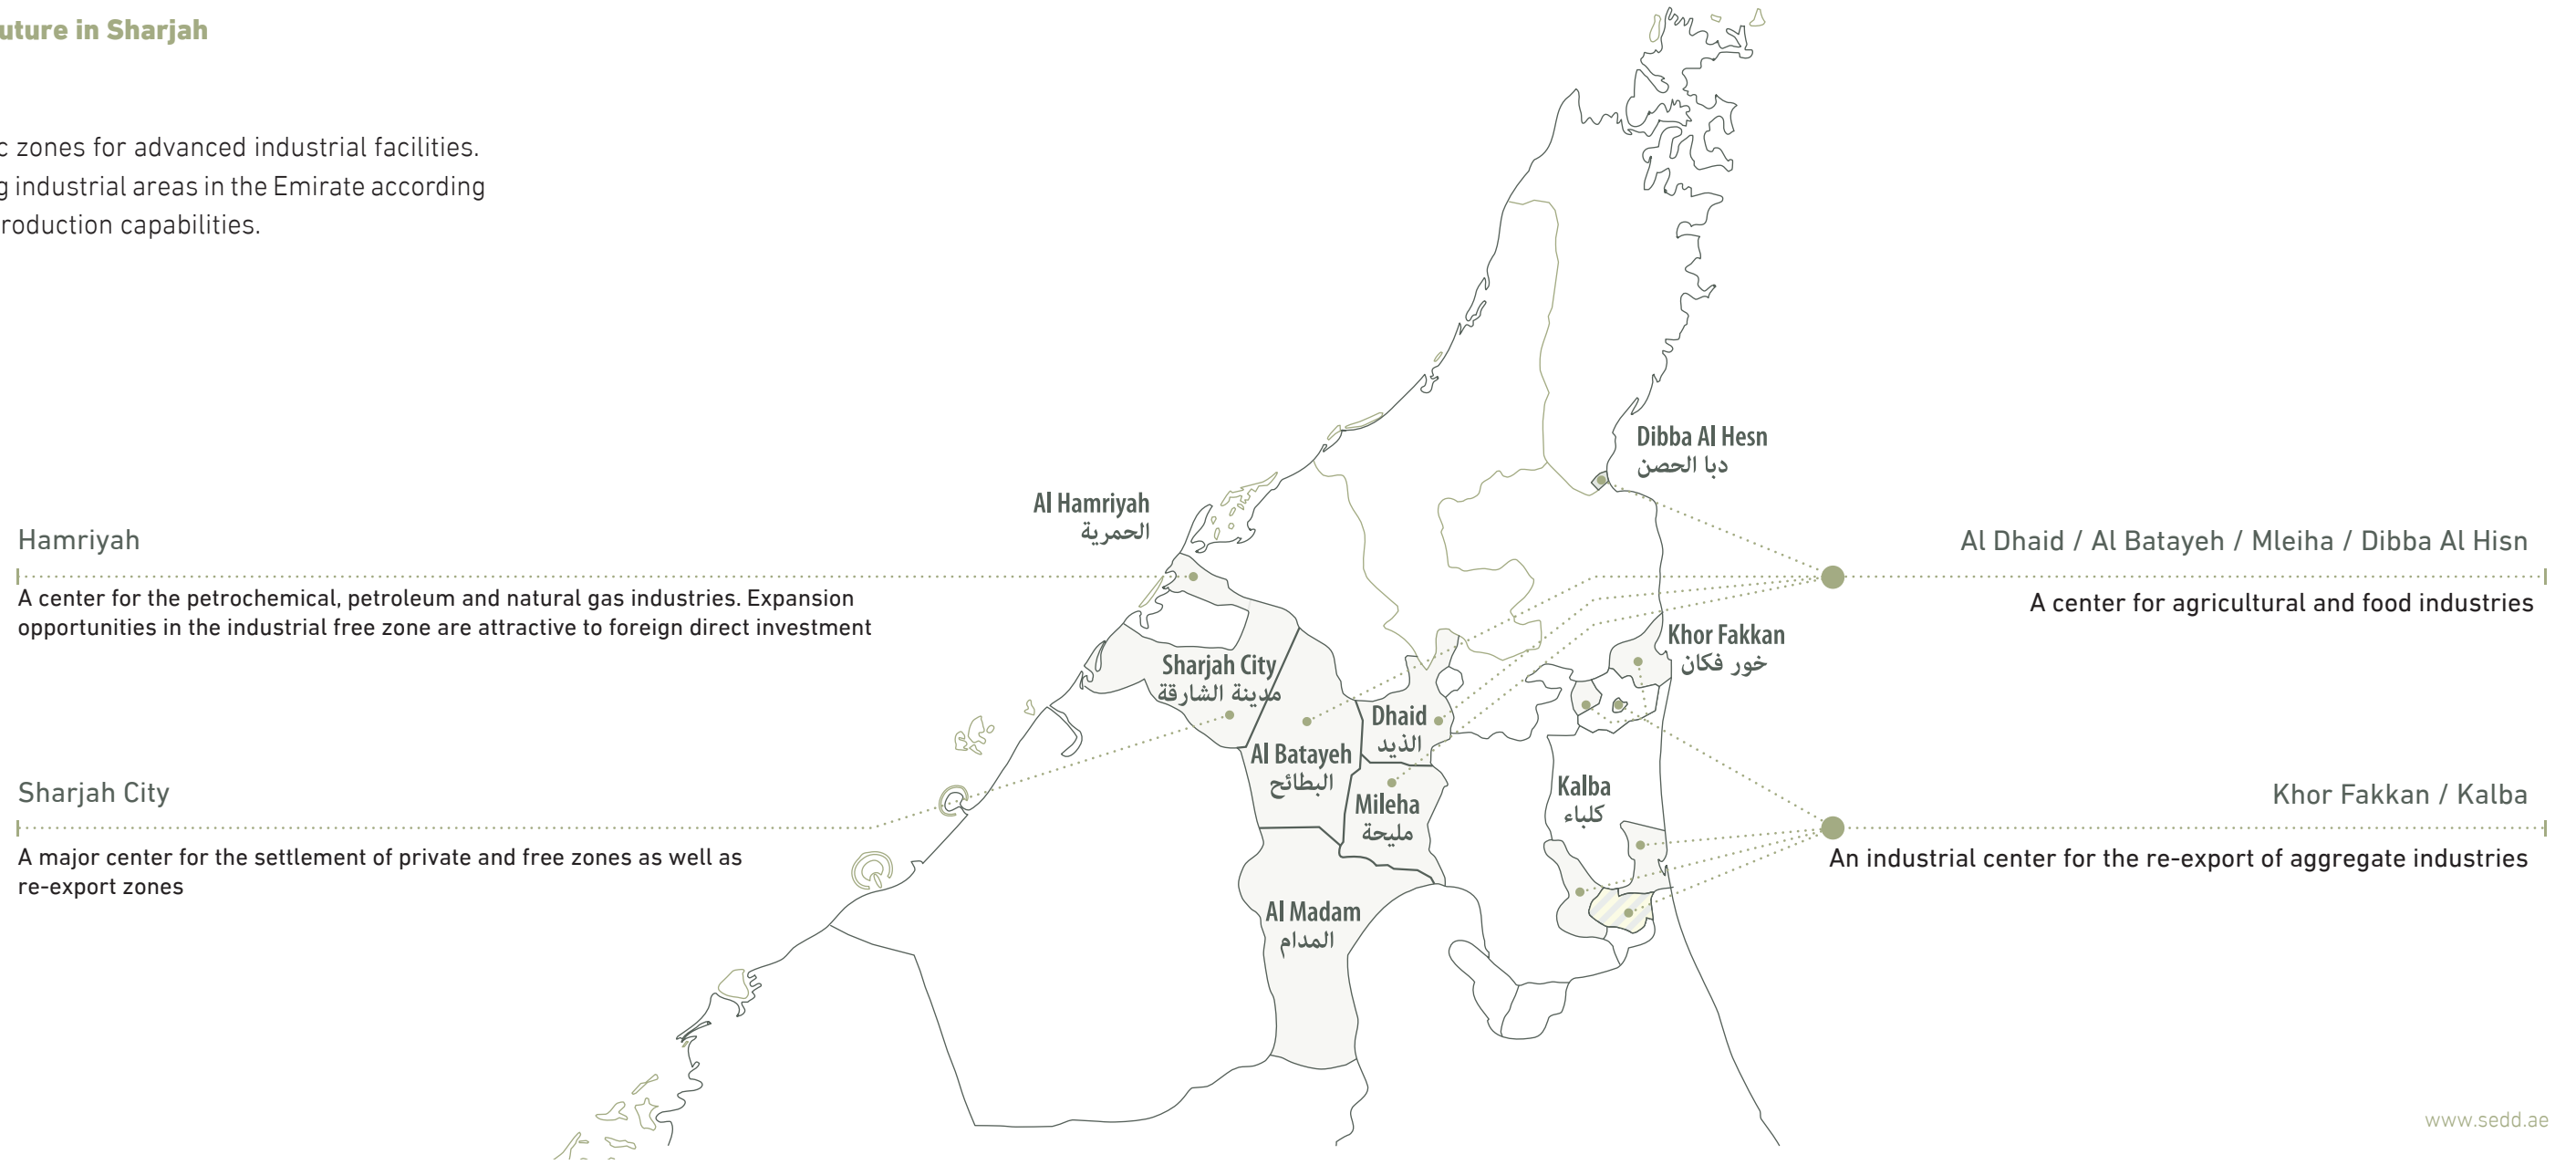 uture in Sharjah
c zones for advanced industrial facilities.
g industrial areas in the Emirate according
roduction capabilities.
Dibba Al Hesn
دبا الحصن
Al Hamriyah
الحمرية
Hamriyah
A center for the petrochemical, petroleum and natural gas industries. Expansion
opportunities in the industrial free zone are attractive to foreign direct investment
Al Dhaid / Al Batayeh / Mleiha / Dibba Al Hisn
A center for agricultural and food industries
Khor Fakkan
خور فكان
Sharjah City
مدينة الشارقة
Dhaid
الذيد
Al Batayeh
البطائح
Mileha
مليحة
Kalba
كلباء
Sharjah City
A major center for the settlement of private and free zones as well as
re-export zones
Khor Fakkan / Kalba
An industrial center for the re-export of aggregate industries
Al Madam
المدام
www.sedd.ae